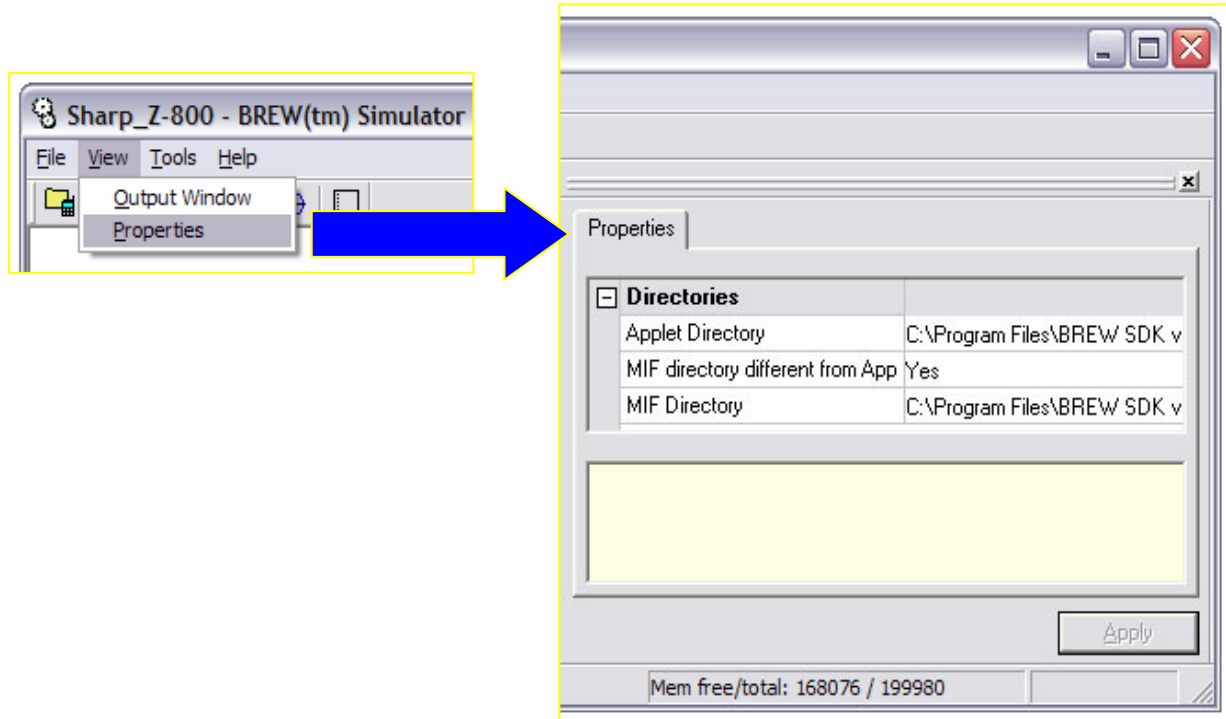 Sharp_Z-800 - BREW(tm) Simulator
File View Tools Help
Output Window
Properties
Properties
Directories
Applet Directory C:\Program Files\BREW SDK v
MIF directory different from App Yes
MIF Directory C:\Program Files\BREW SDK v
Apply
Mem free/total: 168076 / 199980